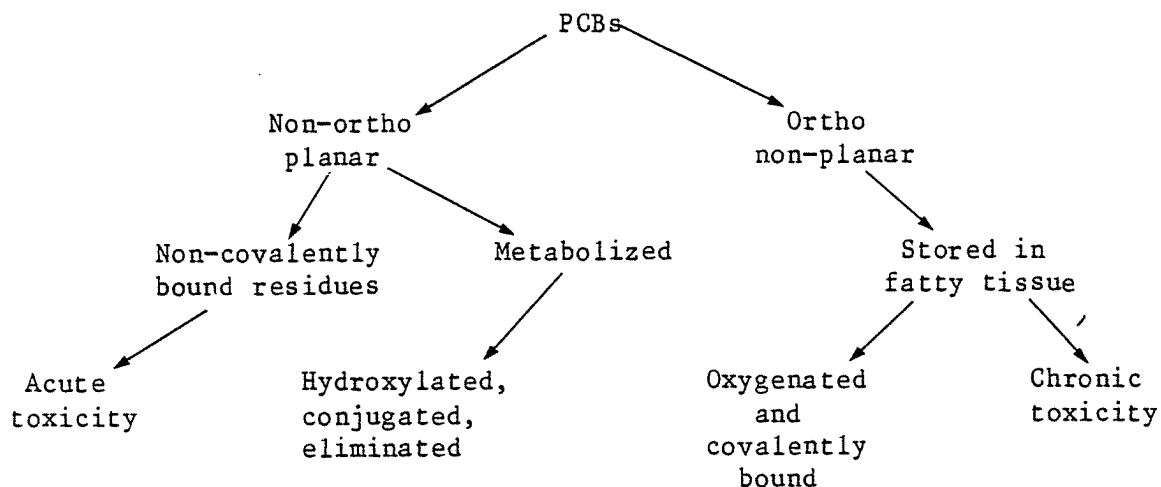 PCBs
Non-ortho
planar
Ortho
non-planar
Non-covalently
bound residues
Metabolized
Stored in
fatty tissue
Acute
toxicity
Hydroxylated,
conjugated,
eliminated
Oxygenated
and
covalently
bound
Chronic
toxicity